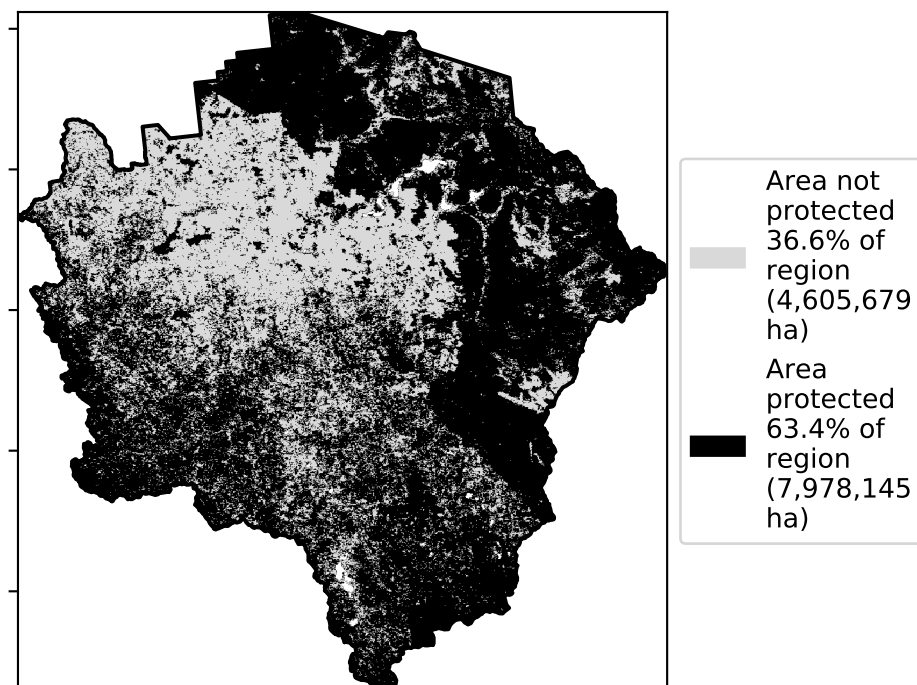 Area not
protected
36.6% of
region
(4,605,679
ha)
Area
protected
63.4% of
region
(7,978,145
ha)